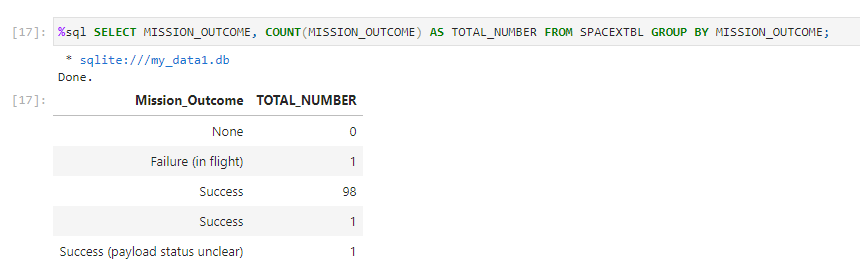 [17]: %sql SELECT MISSION_OUTCOME, COUNT(MISSION_OUTCOME) AS TOTAL_NUMBER FROM SPACEXTBL GROUP BY MISSION_OUTCOME;
* sqlite:///my_data1.db
Done.
[17]: Mission_Outcome TOTAL_NUMBER
None 0
Failure (in flight) 1
Success 98
Success 1
Success (payload status unclear) 1